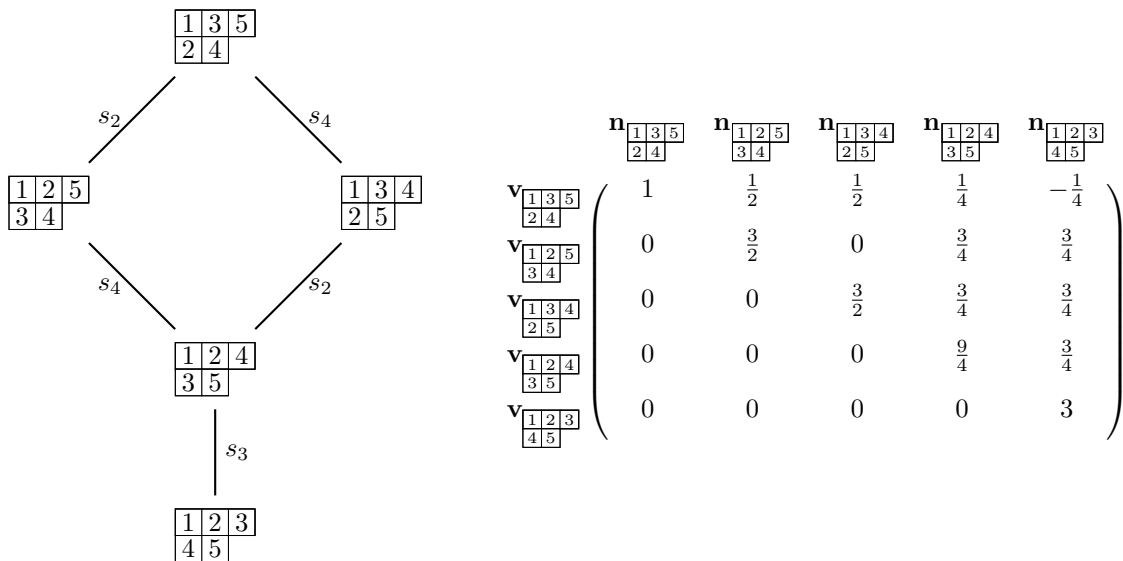 1 3 5
2 4
s₂ s₄
1 2 5 1 3 4
3 4 2 5
s₄ s₂
1 2 4
3 5
s₃
1 2 3
4 5
n 1 3 5 n 1 2 5 n 1 3 4 n 1 2 4 n 1 2 3
2 4 3 4 2 5 3 5 4 5
v 1 3 5 1 1/2 1/2 1/4 −1/4
2 4
v 1 2 5 0 3/2 0 3/4 3/4
3 4
v 1 3 4 0 0 3/2 3/4 3/4
2 5
v 1 2 4 0 0 0 9/4 3/4
3 5
v 1 2 3 0 0 0 0 3
4 5